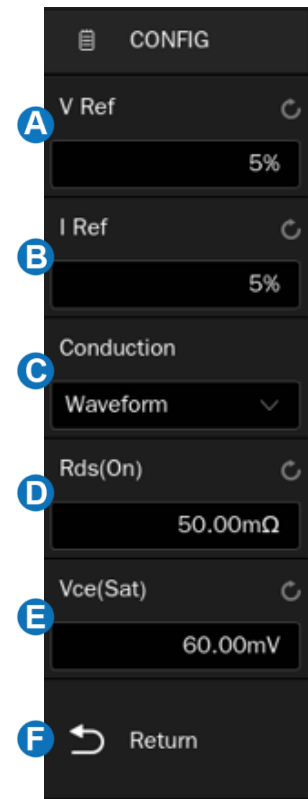 CONFIG
A
V Ref
5%
B
I Ref
5%
C
Conduction
Waveform
D
Rds(On)
50.00mΩ
E
Vce(Sat)
60.00mV
F
Return